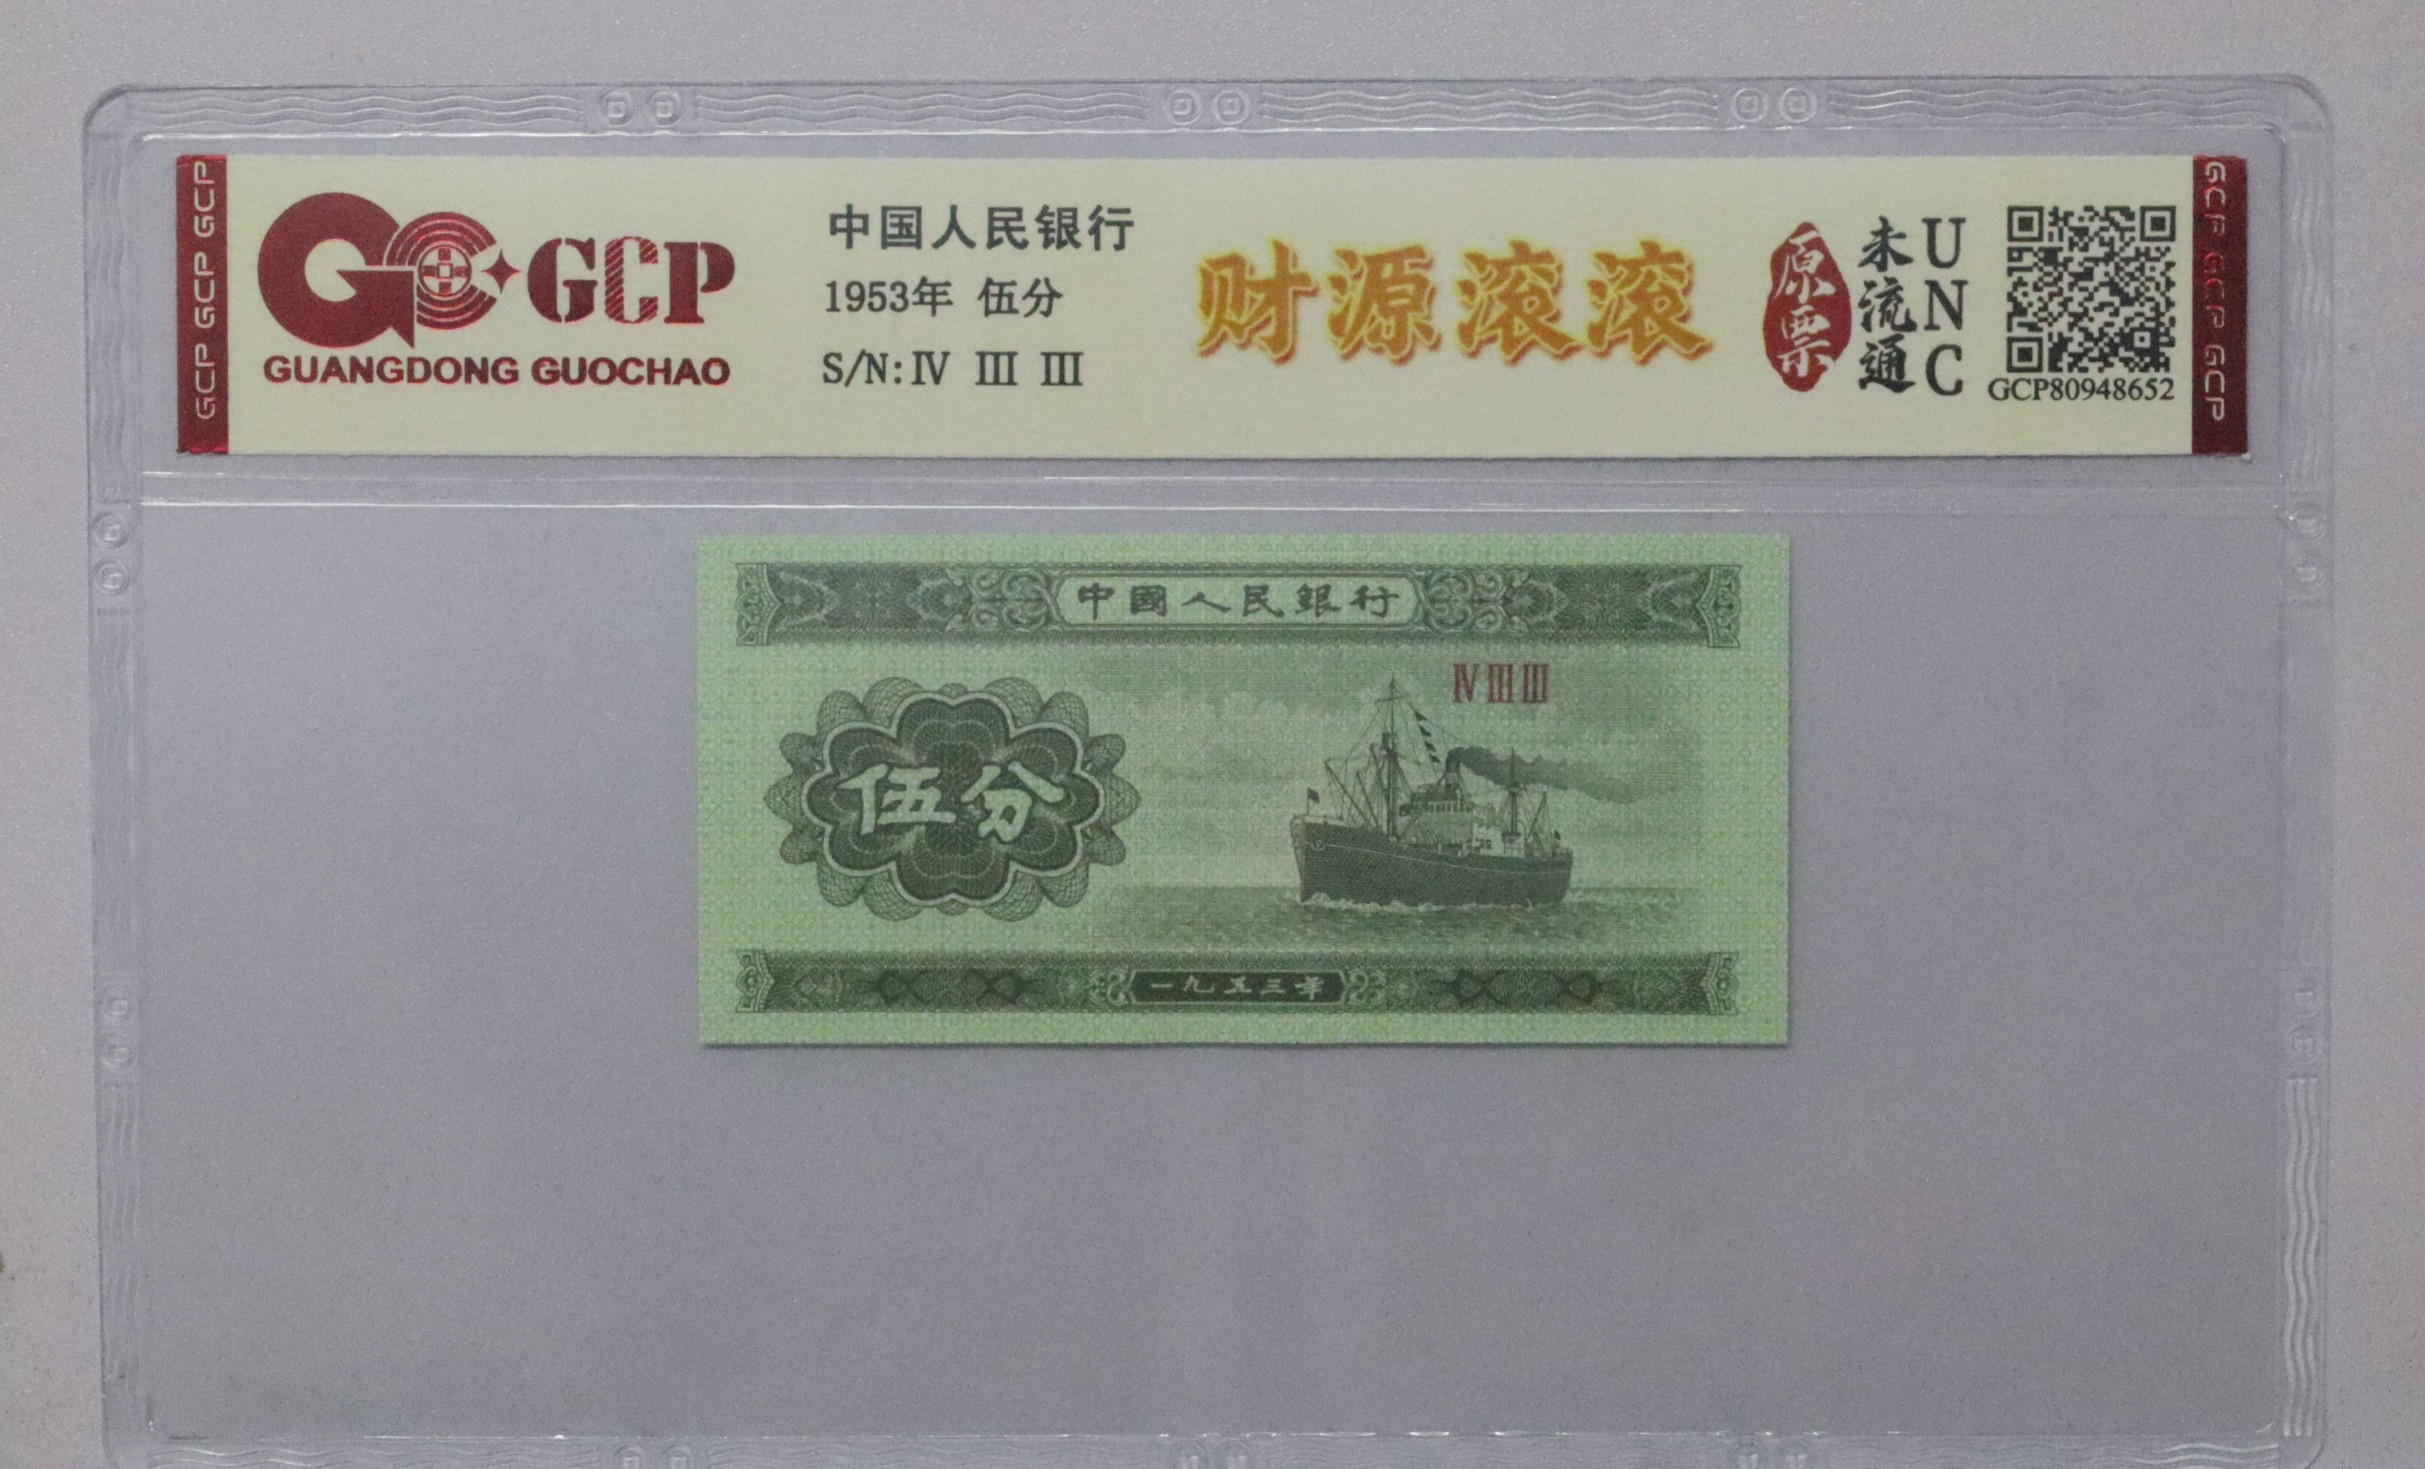 GCP GCP GCP
GCP
GUANGDONG GUOCHAO
中国人民银行
1953年 伍分
S/N:Ⅳ Ⅲ Ⅲ
财源滚滚
原票
未流通
UNC
GCP80948652
GCP GCP GCP
中國人民銀行
ⅣⅢⅢ
伍分
一九五三年